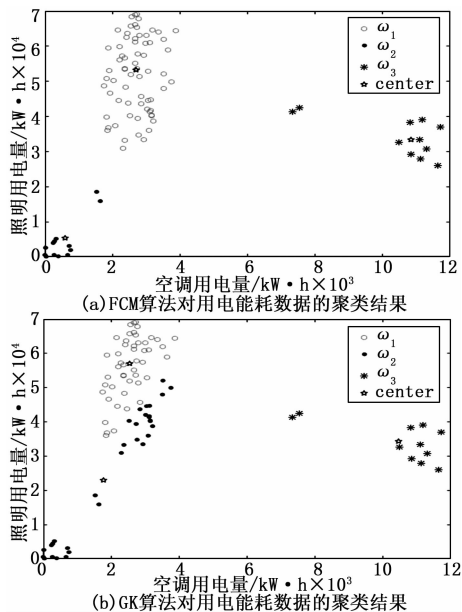 7
6
5
4
3
2
1
0
照明用电量/kW·h×10⁴
ω₁
ω₂
ω₃
center
0 2 4 6 8 10 12
空调用电量/kW·h×10³
(a)FCM算法对用电能耗数据的聚类结果
7
6
5
4
3
2
1
0
照明用电量/kW·h×10⁴
ω₁
ω₂
ω₃
center
0 2 4 6 8 10 12
空调用电量/kW·h×10³
(b)GK算法对用电能耗数据的聚类结果